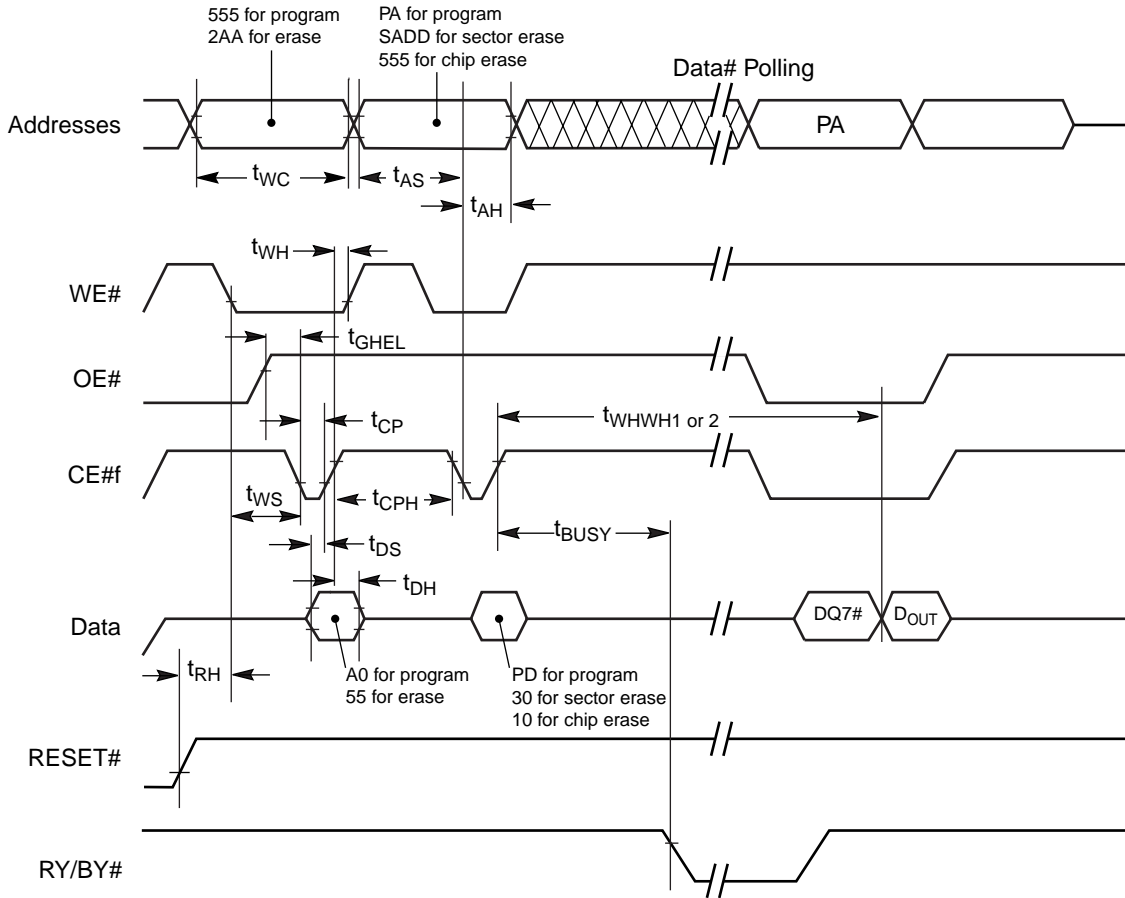 555 for program
2AA for erase
PA for program
SADD for sector erase
555 for chip erase
Data# Polling
Addresses
PA
tWC
tAS
tAH
tWH
WE#
tGHEL
OE#
tCP
tWHWH1 or 2
CE#f
tWS
tCPH
tBUSY
tDS
tDH
Data
DQ7#
DOUT
tRH
A0 for program
55 for erase
PD for program
30 for sector erase
10 for chip erase
RESET#
RY/BY#